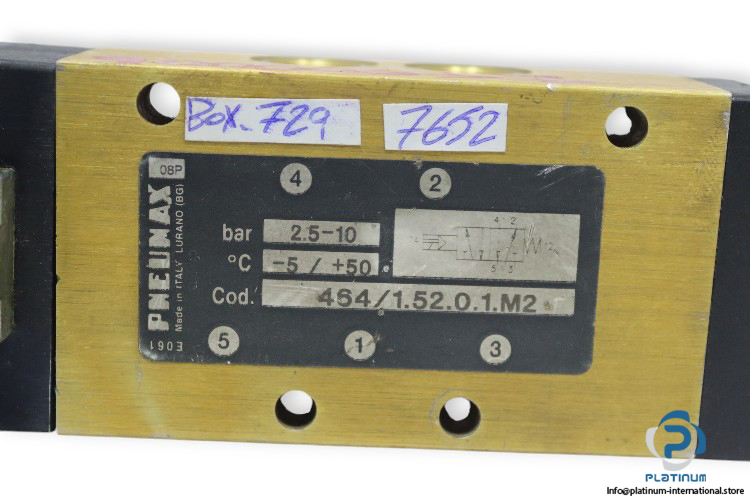 BOX. 729
7652
PNEUMAX
08P
Made in ITALY LURANO (BG)
E061
4
2
bar 2.5-10
°C -5 / +50
Cod. 464/1.52.0.1.M2
4 2
5 3
5
1
3
PLATINUM
Info@platinum-international.store